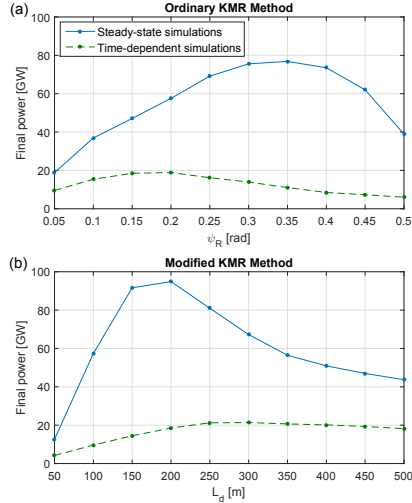 (a)
Ordinary KMR Method
Steady-state simulations
Time-dependent simulations
Final power [GW]
100
80
60
40
20
0
0.05 0.1 0.15 0.2 0.25 0.3 0.35 0.4 0.45 0.5
ψ_R [rad]
(b)
Modified KMR Method
Final power [GW]
100
80
60
40
20
0
50 100 150 200 250 300 350 400 450 500
L_d [m]